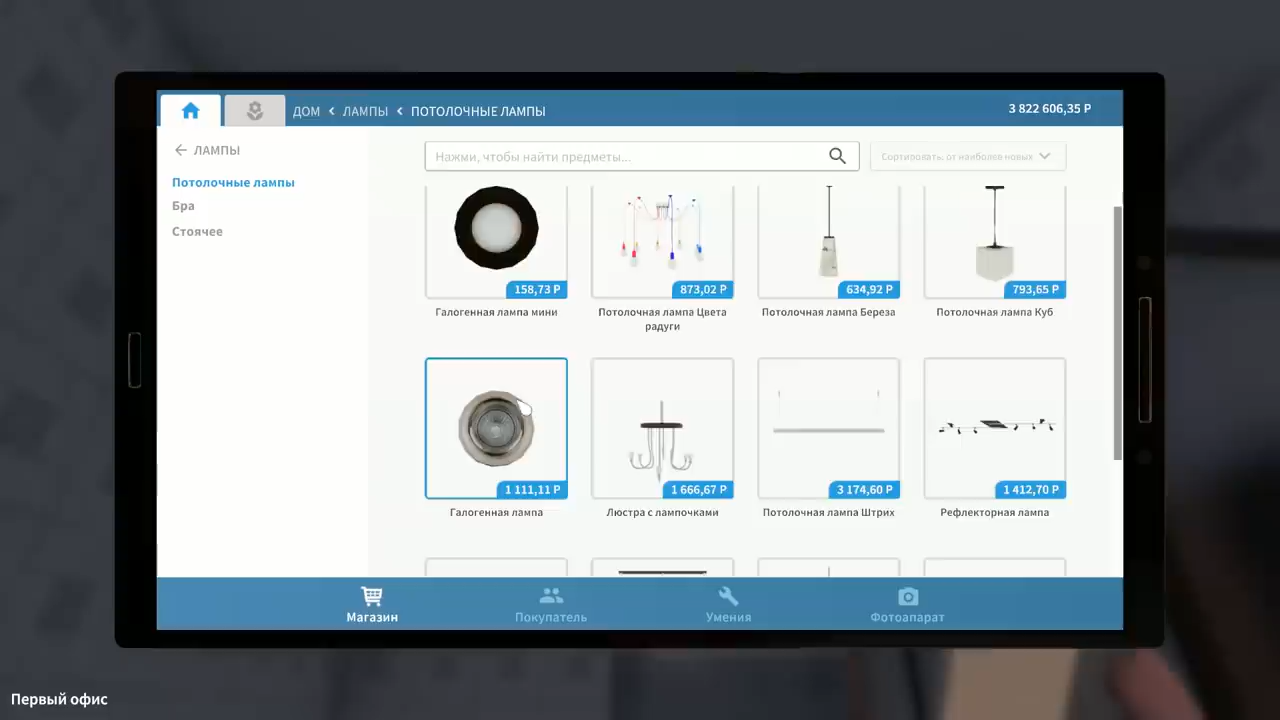 ДОМ < ЛАМПЫ < ПОТОЛОЧНЫЕ ЛАМПЫ
3 822 606,35 Р
ЛАМПЫ
Нажми, чтобы найти предметы...
Сортировать: от наиболее новых
Потолочные лампы
Бра
Стоячее
158,73 Р
873,02 Р
634,92 Р
793,65 Р
Галогенная лампа мини
Потолочная лампа Цвета
радуги
Потолочная лампа Береза
Потолочная лампа Куб
1 111,11 Р
1 666,67 Р
3 174,60 Р
1 412,70 Р
Галогенная лампа
Люстра с лампочками
Потолочная лампа Штрих
Рефлекторная лампа
Магазин
Покупатель
Умения
Фотоапарат
Первый офис